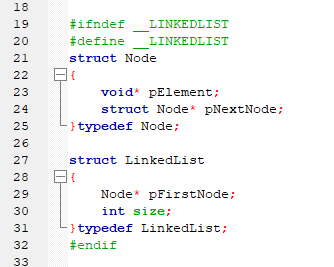 18
19 #ifndef __LINKEDLIST
20 #define __LINKEDLIST
21 struct Node
22 {
23 void* pElement;
24 struct Node* pNextNode;
25 }typedef Node;
26
27 struct LinkedList
28 {
29 Node* pFirstNode;
30 int size;
31 }typedef LinkedList;
32 #endif
33